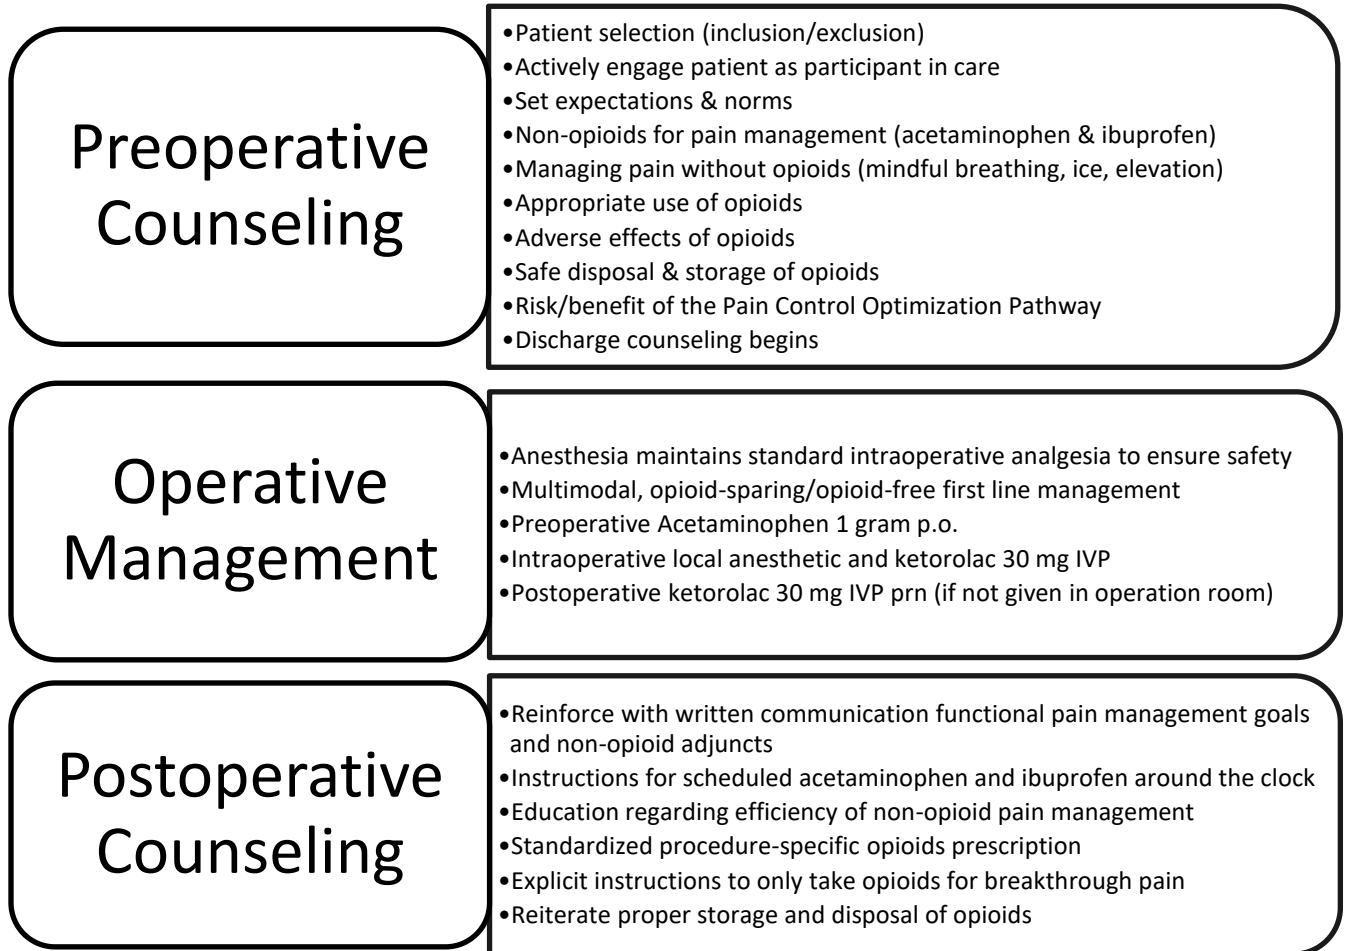 Preoperative
Counseling
•Patient selection (inclusion/exclusion)
•Actively engage patient as participant in care
•Set expectations & norms
•Non-opioids for pain management (acetaminophen & ibuprofen)
•Managing pain without opioids (mindful breathing, ice, elevation)
•Appropriate use of opioids
•Adverse effects of opioids
•Safe disposal & storage of opioids
•Risk/benefit of the Pain Control Optimization Pathway
•Discharge counseling begins
Operative
Management
•Anesthesia maintains standard intraoperative analgesia to ensure safety
•Multimodal, opioid-sparing/opioid-free first line management
•Preoperative Acetaminophen 1 gram p.o.
•Intraoperative local anesthetic and ketorolac 30 mg IVP
•Postoperative ketorolac 30 mg IVP prn (if not given in operation room)
Postoperative
Counseling
•Reinforce with written communication functional pain management goals
and non-opioid adjuncts
•Instructions for scheduled acetaminophen and ibuprofen around the clock
•Education regarding efficiency of non-opioid pain management
•Standardized procedure-specific opioids prescription
•Explicit instructions to only take opioids for breakthrough pain
•Reiterate proper storage and disposal of opioids